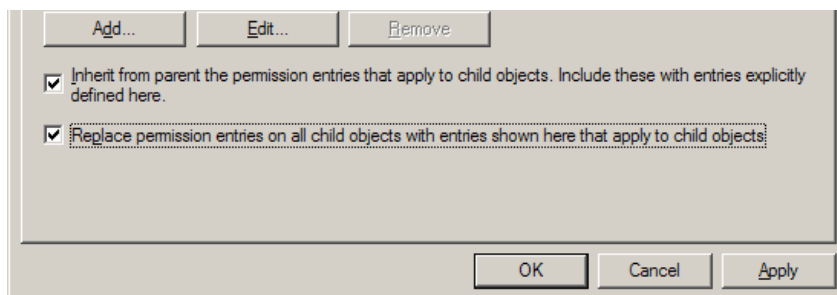 Add... Edit... Remove
Inherit from parent the permission entries that apply to child objects. Include these with entries explicitly
defined here.
Replace permission entries on all child objects with entries shown here that apply to child objects
OK Cancel Apply